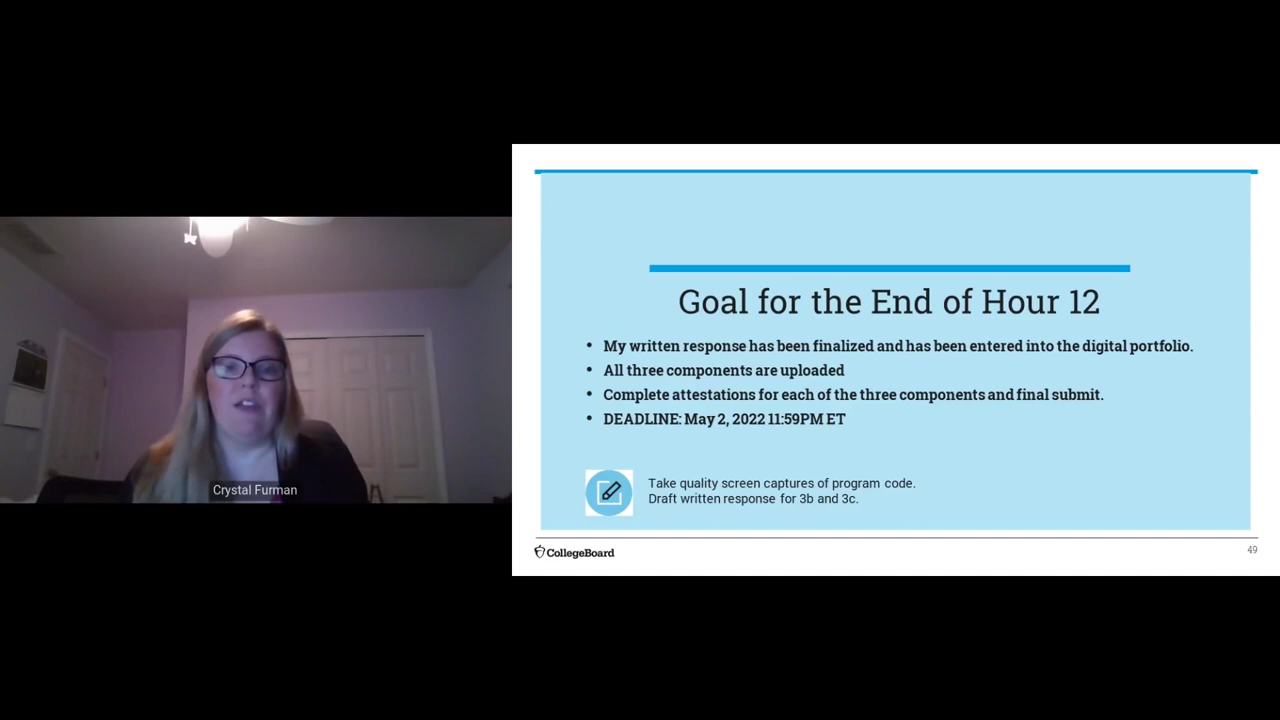 Crystal Furman
Goal for the End of Hour 12
• My written response has been finalized and has been entered into the digital portfolio.
• All three components are uploaded
• Complete attestations for each of the three components and final submit.
• DEADLINE: May 2, 2022 11:59PM ET
Take quality screen captures of program code.
Draft written response for 3b and 3c.
CollegeBoard
49